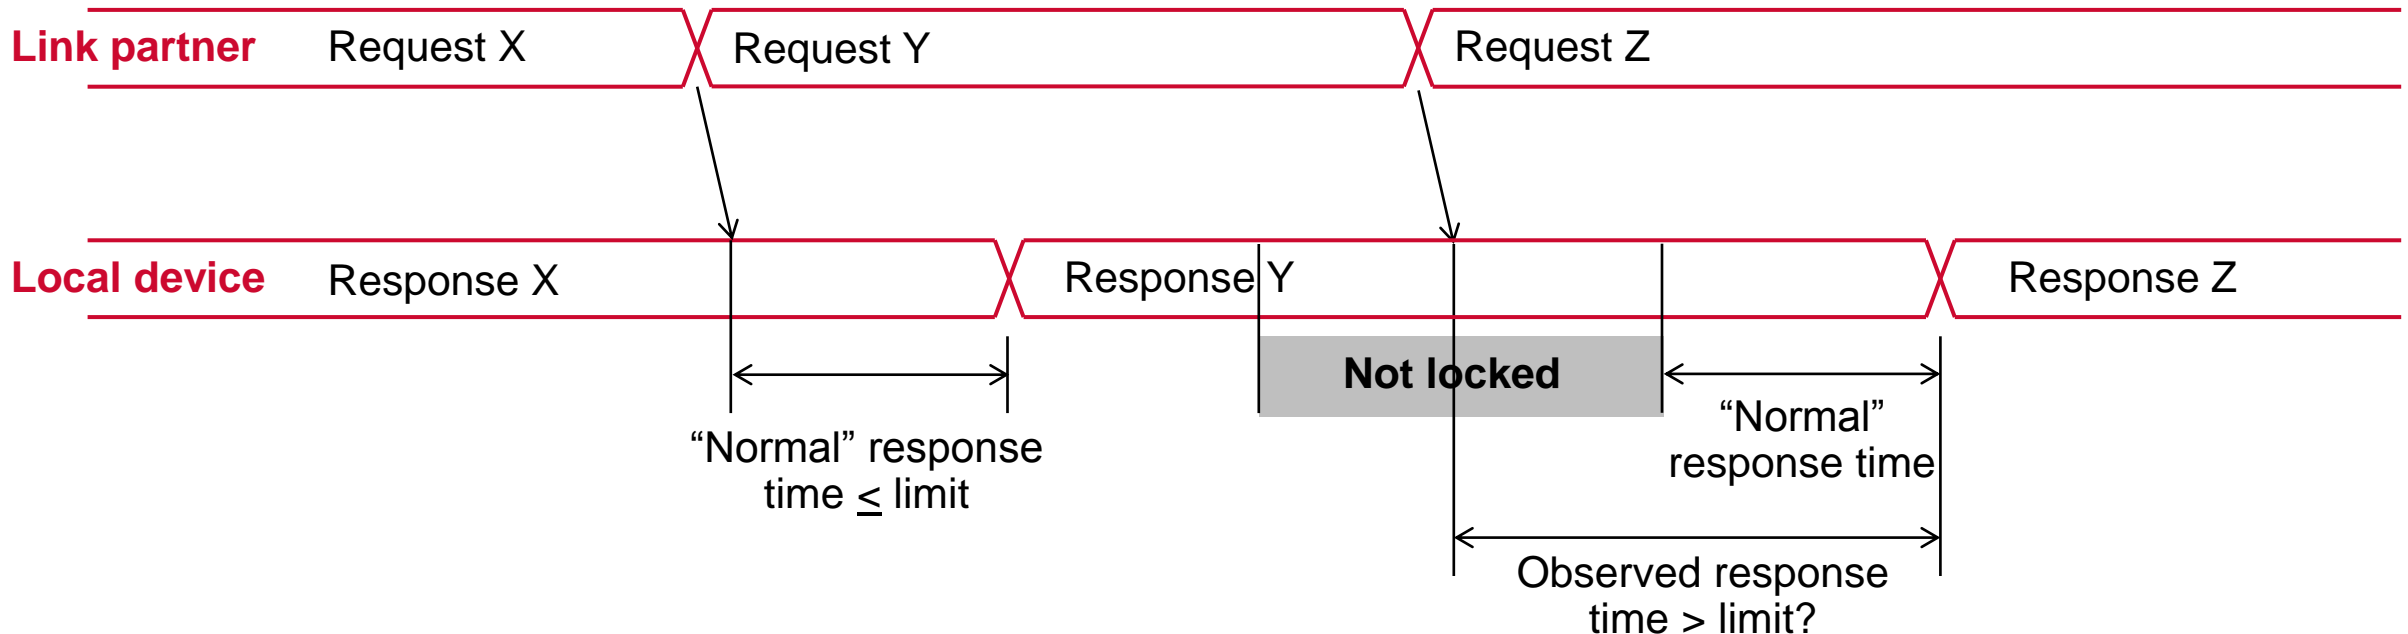 Link partner
Request X
Request Y
Request Z
Local device
Response X
Response Y
Response Z
Not locked
“Normal” response
time ≤ limit
“Normal”
response time
Observed response
time > limit?